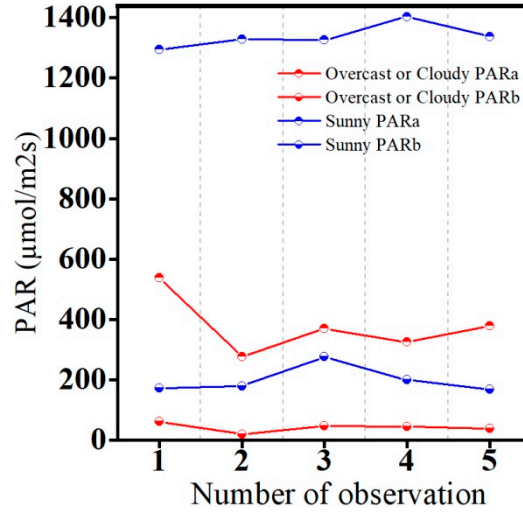 1400
1200
1000
800
600
400
200
0
PAR (μmol/m2s)
Overcast or Cloudy PARa
Overcast or Cloudy PARb
Sunny PARa
Sunny PARb
1 2 3 4 5
Number of observation